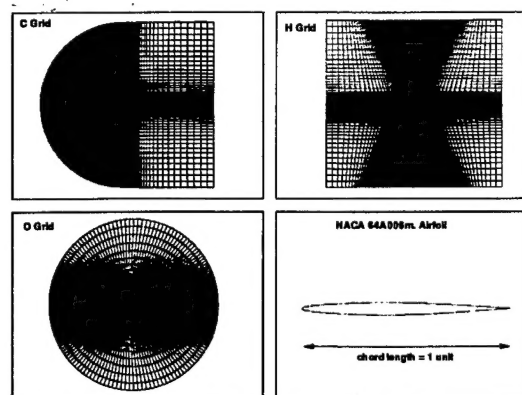 C Grid
H Grid
O Grid
NACA 64A006m. Airfoil
chord length = 1 unit